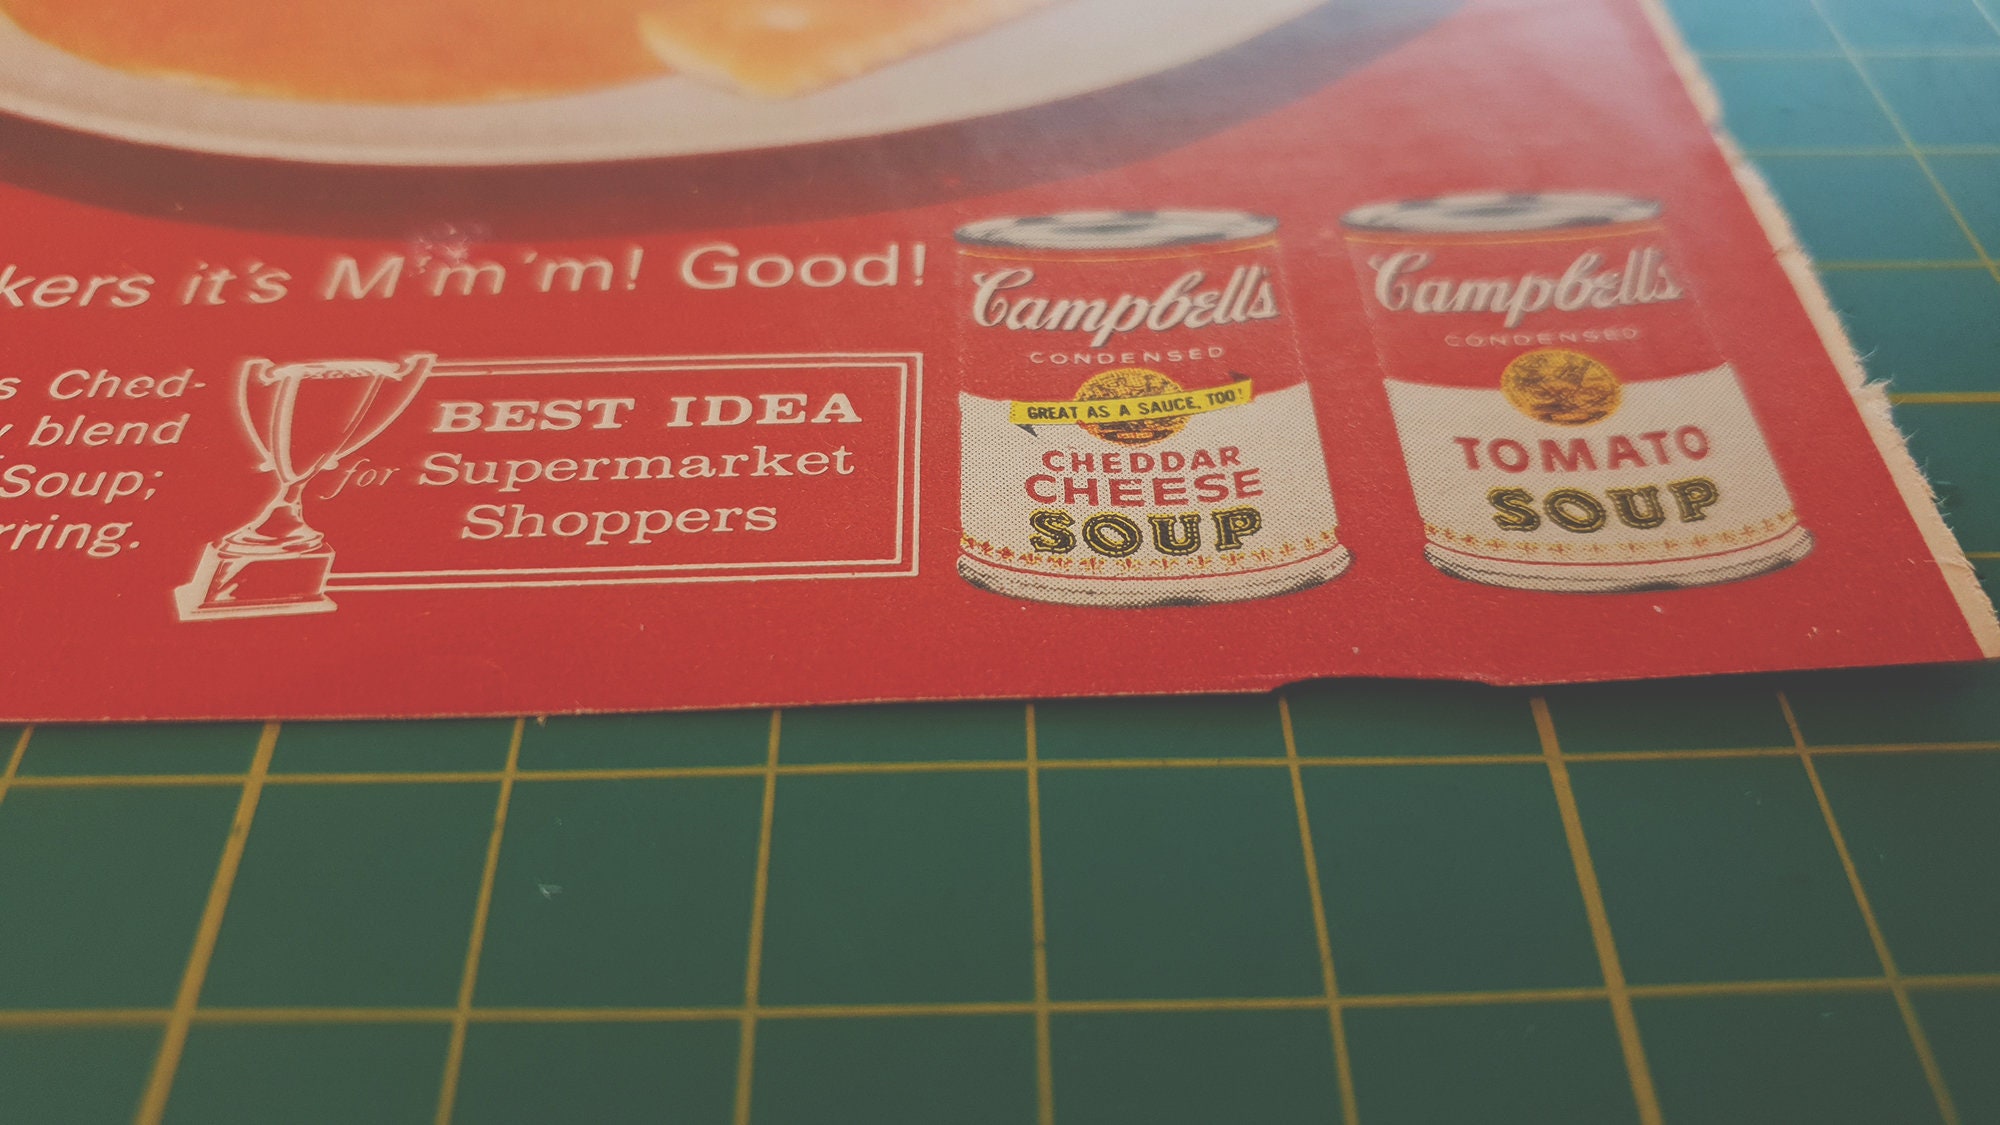 kers it's M'm'm! Good!
s Ched-
blend
Soup;
rring.
BEST IDEA
for Supermarket
Shoppers
Campbell's
CONDENSED
GREAT AS A SAUCE, TOO!
CHEDDAR
CHEESE
SOUP
Campbell's
CONDENSED
TOMATO
SOUP